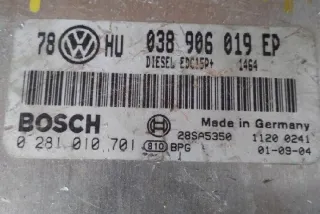 78 HU 038 906 019 EP
DIESEL EDC15P+ 1464
BOSCH
Made in Germany
28SA5350 1120 0241
0 281 010 701 810 BPG 01-09-04